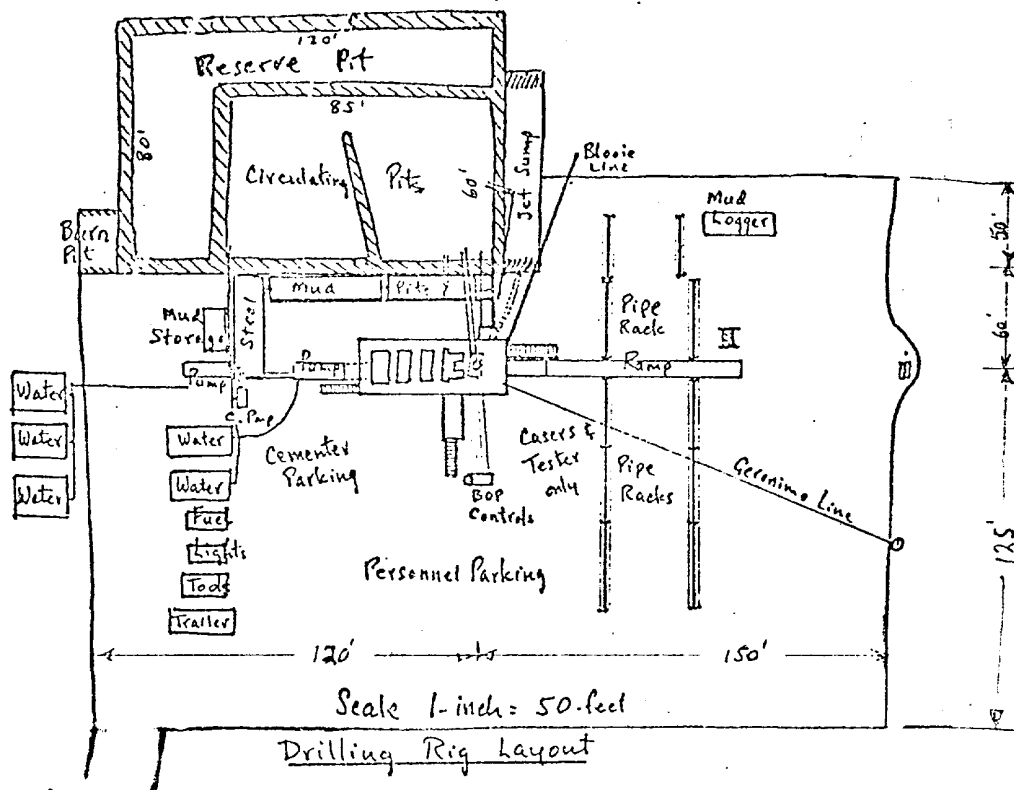 120'
Reserve Pit
85'
80'
Circulating Pits
60'
Jet Sump
Blooie
Line
Mud
Logger
50'
Burn
Pit
Mud
Storage
Steel
Mud Pits
Pipe
Rack
60'
Pump
Pump
Ramp
C. Pump
Water
Water
Water
Water
Water
Fuel
Lights
Tools
Trailer
Cementer
Parking
Casers &
Tester
only
BOP
Controls
Pipe
Racks
Geronimo Line
125'
Personnel Parking
120'
150'
Scale 1-inch = 50-feet
Drilling Rig Layout